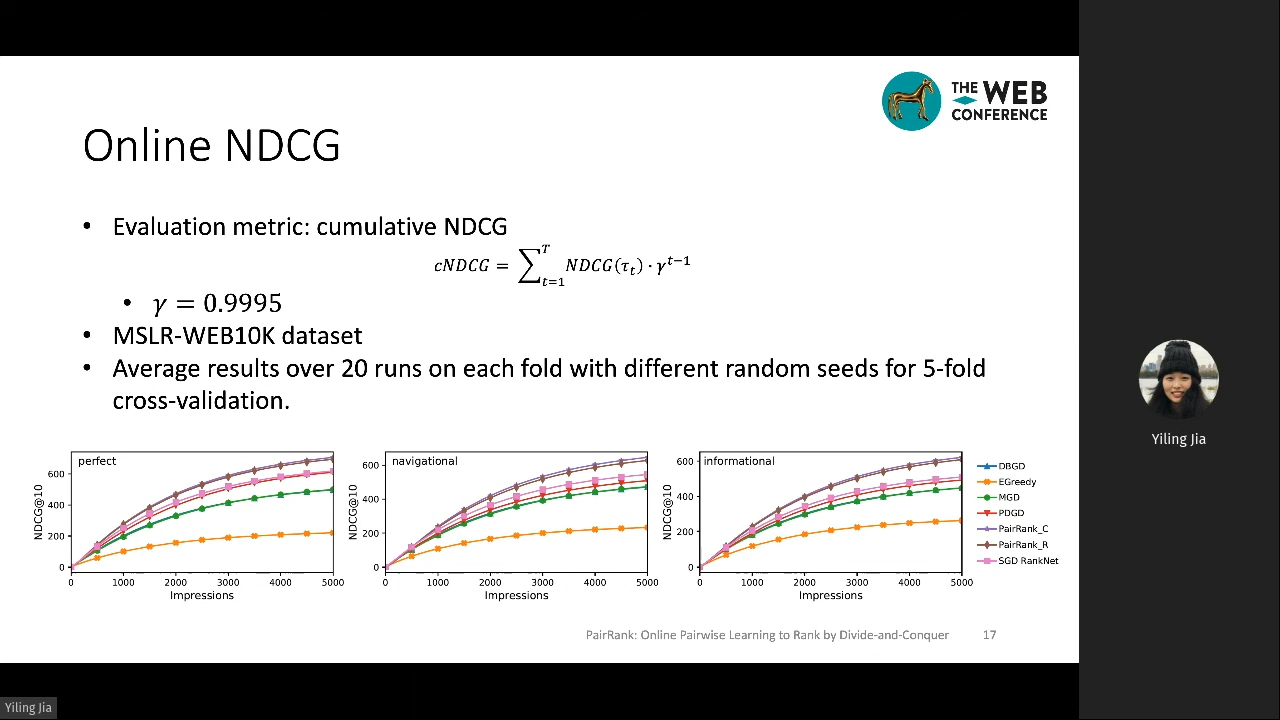 THE WEB
CONFERENCE
Online NDCG
• Evaluation metric: cumulative NDCG
cNDCG = ∑_{t=1}^{T} NDCG(τ_t) · γ^{t−1}
• γ = 0.9995
• MSLR-WEB10K dataset
• Average results over 20 runs on each fold with different random seeds for 5-fold
cross-validation.
Yiling Jia
perfect
NDCG@10
600
400
200
0
0 1000 2000 3000 4000 5000
Impressions
navigational
NDCG@10
600
400
200
0
0 1000 2000 3000 4000 5000
Impressions
informational
NDCG@10
600
400
200
0
0 1000 2000 3000 4000 5000
Impressions
DBGD
EGreedy
MGD
PDGD
PairRank_C
PairRank_R
SGD RankNet
PairRank: Online Pairwise Learning to Rank by Divide-and-Conquer 17
Yiling Jia